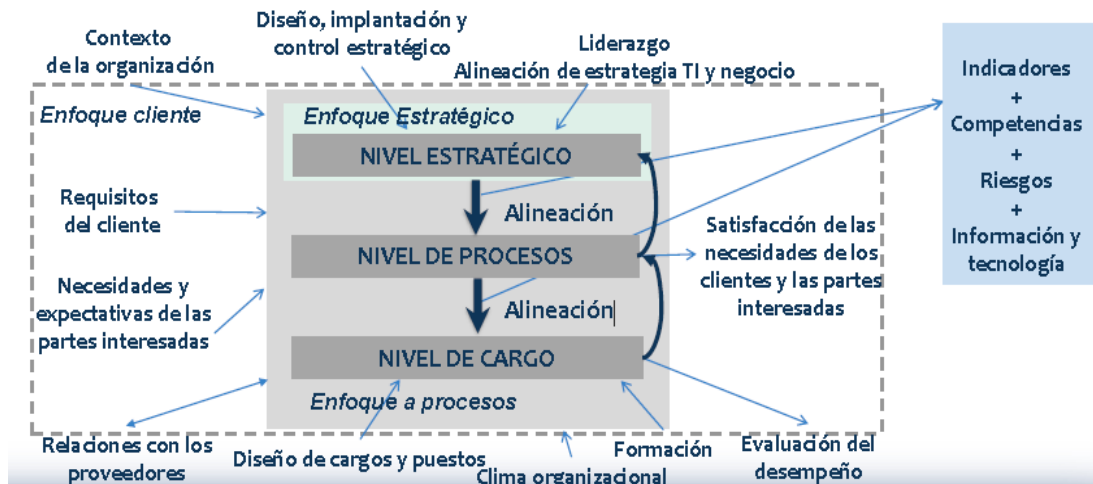 Diseño, implantación y
control estratégico
Contexto
de la organización
Liderazgo
Alineación de estrategia TI y negocio
Enfoque cliente
Enfoque Estratégico
NIVEL ESTRATÉGICO
Indicadores
+
Competencias
+
Riesgos
+
Información y
tecnología
Requisitos
del cliente
Alineación
NIVEL DE PROCESOS
Satisfacción de las
necesidades de los
clientes y las partes
interesadas
Necesidades y
expectativas de las
partes interesadas
Alineación
NIVEL DE CARGO
Enfoque a procesos
Relaciones con los
proveedores
Diseño de cargos y puestos
Clima organizacional
Formación
Evaluación del
desempeño